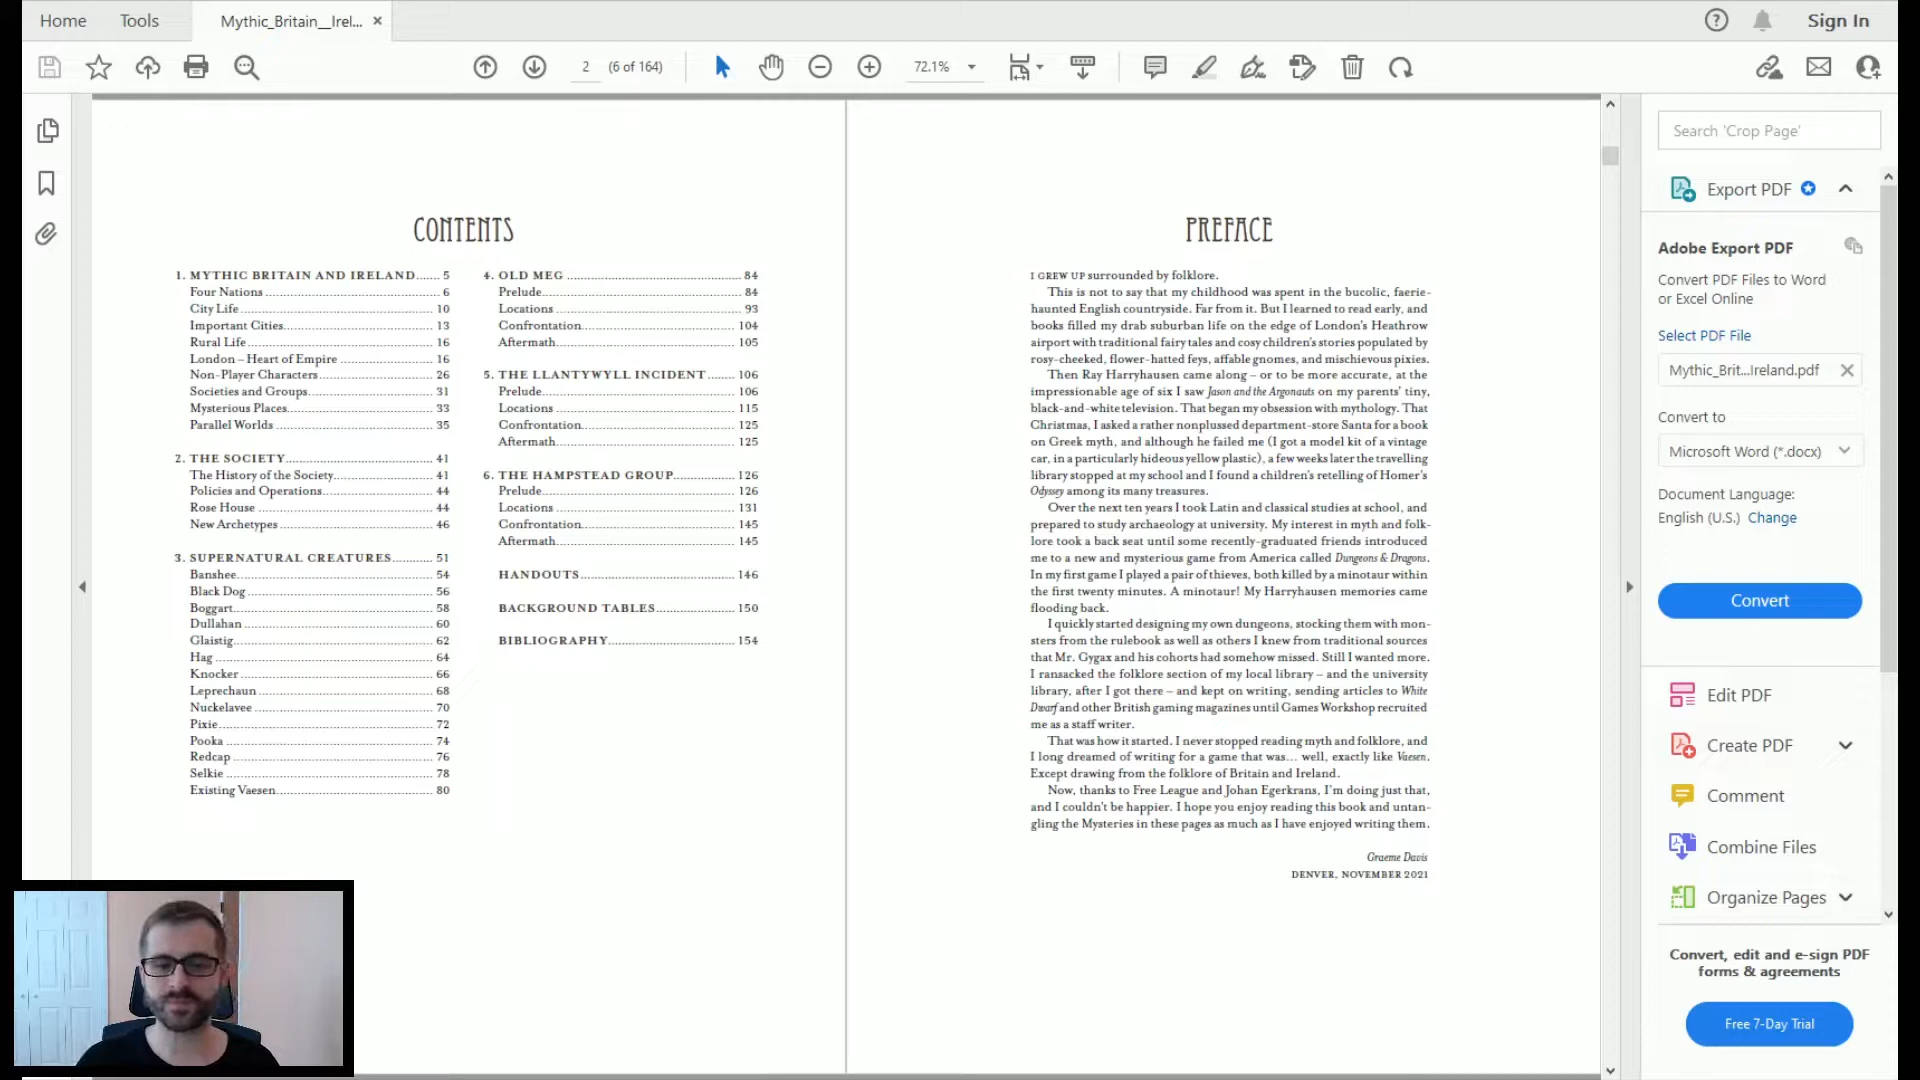 Home
Tools
Mythic_Britain__Irel...
Sign In
2 (6 of 164)
72.1%
CONTENTS
1. MYTHIC BRITAIN AND IRELAND....... 5
Four Nations ........ 6
City Life ........ 10
Important Cities........ 13
Rural Life ........ 16
London – Heart of Empire ........ 16
Non-Player Characters........ 26
Societies and Groups........ 31
Mysterious Places........ 33
Parallel Worlds ........ 35
2. THE SOCIETY........ 41
The History of the Society........ 41
Policies and Operations........ 44
Rose House ........ 44
New Archetypes ........ 46
3. SUPERNATURAL CREATURES........ 51
Banshee........ 54
Black Dog ........ 56
Boggart........ 58
Dullahan ........ 60
Glaistig........ 62
Hag ........ 64
Knocker ........ 66
Leprechaun ........ 68
Nuckelavee ........ 70
Pixie........ 72
Pooka ........ 74
Redcap ........ 76
Selkie ........ 78
Existing Vaesen........ 80
4. OLD MEG ........ 84
Prelude........ 84
Locations ........ 93
Confrontation........ 104
Aftermath........ 105
5. THE LLANTYWYLL INCIDENT ....... 106
Prelude........ 106
Locations ........ 115
Confrontation........ 125
Aftermath........ 125
6. THE HAMPSTEAD GROUP........ 126
Prelude........ 126
Locations ........ 131
Confrontation........ 145
Aftermath........ 145
HANDOUTS........ 146
BACKGROUND TABLES........ 150
BIBLIOGRAPHY........ 154
PREFACE
I GREW UP surrounded by folklore.
This is not to say that my childhood was spent in the bucolic, faerie-
haunted English countryside. Far from it. But I learned to read early, and
books filled my drab suburban life on the edge of London's Heathrow
airport with traditional fairy tales and cosy children's stories populated by
rosy-cheeked, flower-hatted feys, affable gnomes, and mischievous pixies.
Then Ray Harryhausen came along – or to be more accurate, at the
impressionable age of six I saw Jason and the Argonauts on my parents' tiny,
black-and-white television. That began my obsession with mythology. That
Christmas, I asked a rather nonplussed department-store Santa for a book
on Greek myth, and although he failed me (I got a model kit of a vintage
car, in a particularly hideous yellow plastic), a few weeks later the travelling
library stopped at my school and I found a children's retelling of Homer's
Odyssey among its many treasures.
Over the next ten years I took Latin and classical studies at school, and
prepared to study archaeology at university. My interest in myth and folk-
lore took a back seat until some recently-graduated friends introduced
me to a new and mysterious game from America called Dungeons & Dragons.
In my first game I played a pair of thieves, both killed by a minotaur within
the first twenty minutes. A minotaur! My Harryhausen memories came
flooding back.
I quickly started designing my own dungeons, stocking them with mon-
sters from the rulebook as well as others I knew from traditional sources
that Mr. Gygax and his cohorts had somehow missed. Still I wanted more.
I ransacked the folklore section of my local library – and the university
library, after I got there – and kept on writing, sending articles to White
Dwarf and other British gaming magazines until Games Workshop recruited
me as a staff writer.
That was how it started. I never stopped reading myth and folklore, and
I long dreamed of writing for a game that was... well, exactly like Vaesen.
Except drawing from the folklore of Britain and Ireland.
Now, thanks to Free League and Johan Egerkrans, I'm doing just that,
and I couldn't be happier. I hope you enjoy reading this book and untan-
gling the Mysteries in these pages as much as I have enjoyed writing them.
Graeme Davis
DENVER, NOVEMBER 2021
Search 'Crop Page'
Export PDF
Adobe Export PDF
Convert PDF Files to Word
or Excel Online
Select PDF File
Mythic_Brit...Ireland.pdf
Convert to
Microsoft Word (*.docx)
Document Language:
English (U.S.) Change
Convert
Edit PDF
Create PDF
Comment
Combine Files
Organize Pages
Convert, edit and e-sign PDF
forms & agreements
Free 7-Day Trial